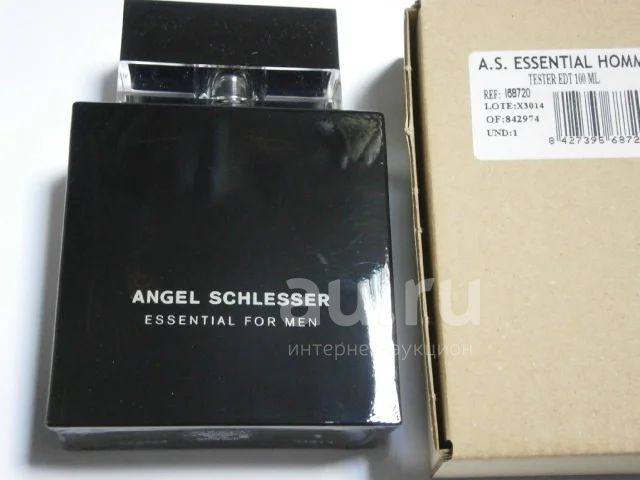 A.S. ESSENTIAL HOMM
TESTER EDT 100 ML.
REF: 168720
LOTE:X3014
OF:842974
UND:1
8 427395 6872
ANGEL SCHLESSER
ESSENTIAL FOR MEN
au.ru
интернет-аукцион